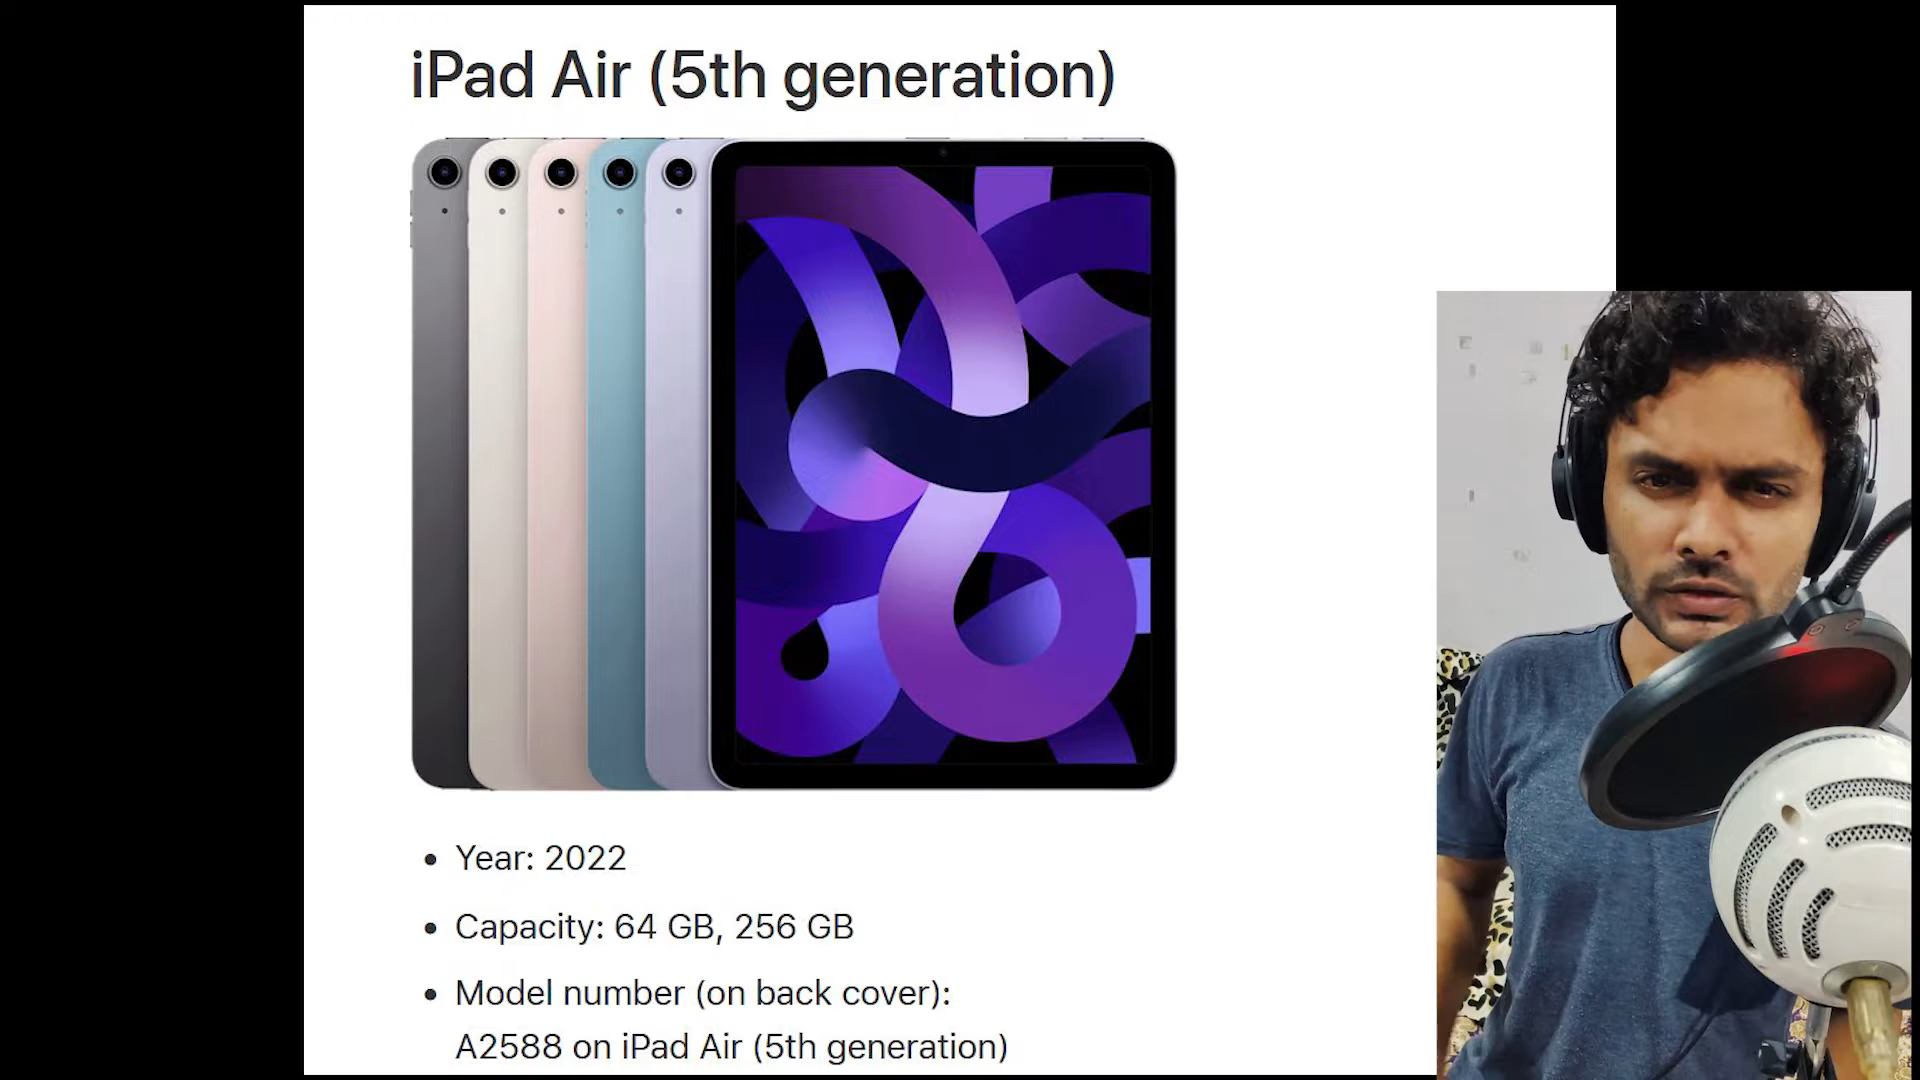 iPad Air (5th generation)
• Year: 2022
• Capacity: 64 GB, 256 GB
• Model number (on back cover):
A2588 on iPad Air (5th generation)